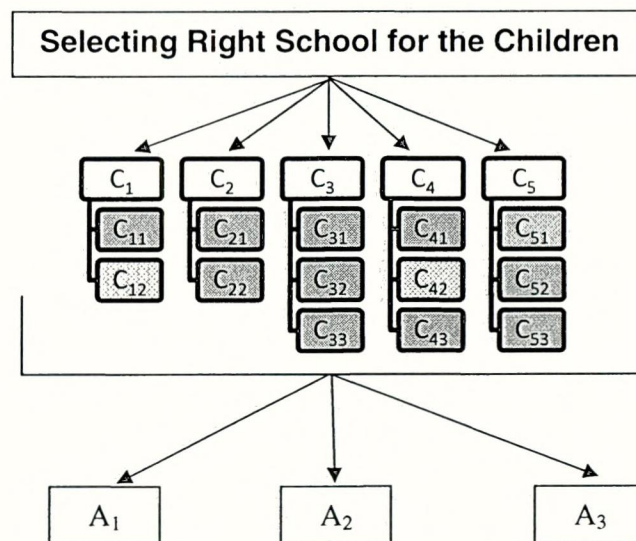 Selecting Right School for the Children
C₁ C₂ C₃ C₄ C₅
C₁₁ C₂₁ C₃₁ C₄₁ C₅₁
C₁₂ C₂₂ C₃₂ C₄₂ C₅₂
C₃₃ C₄₃ C₅₃
A₁ A₂ A₃